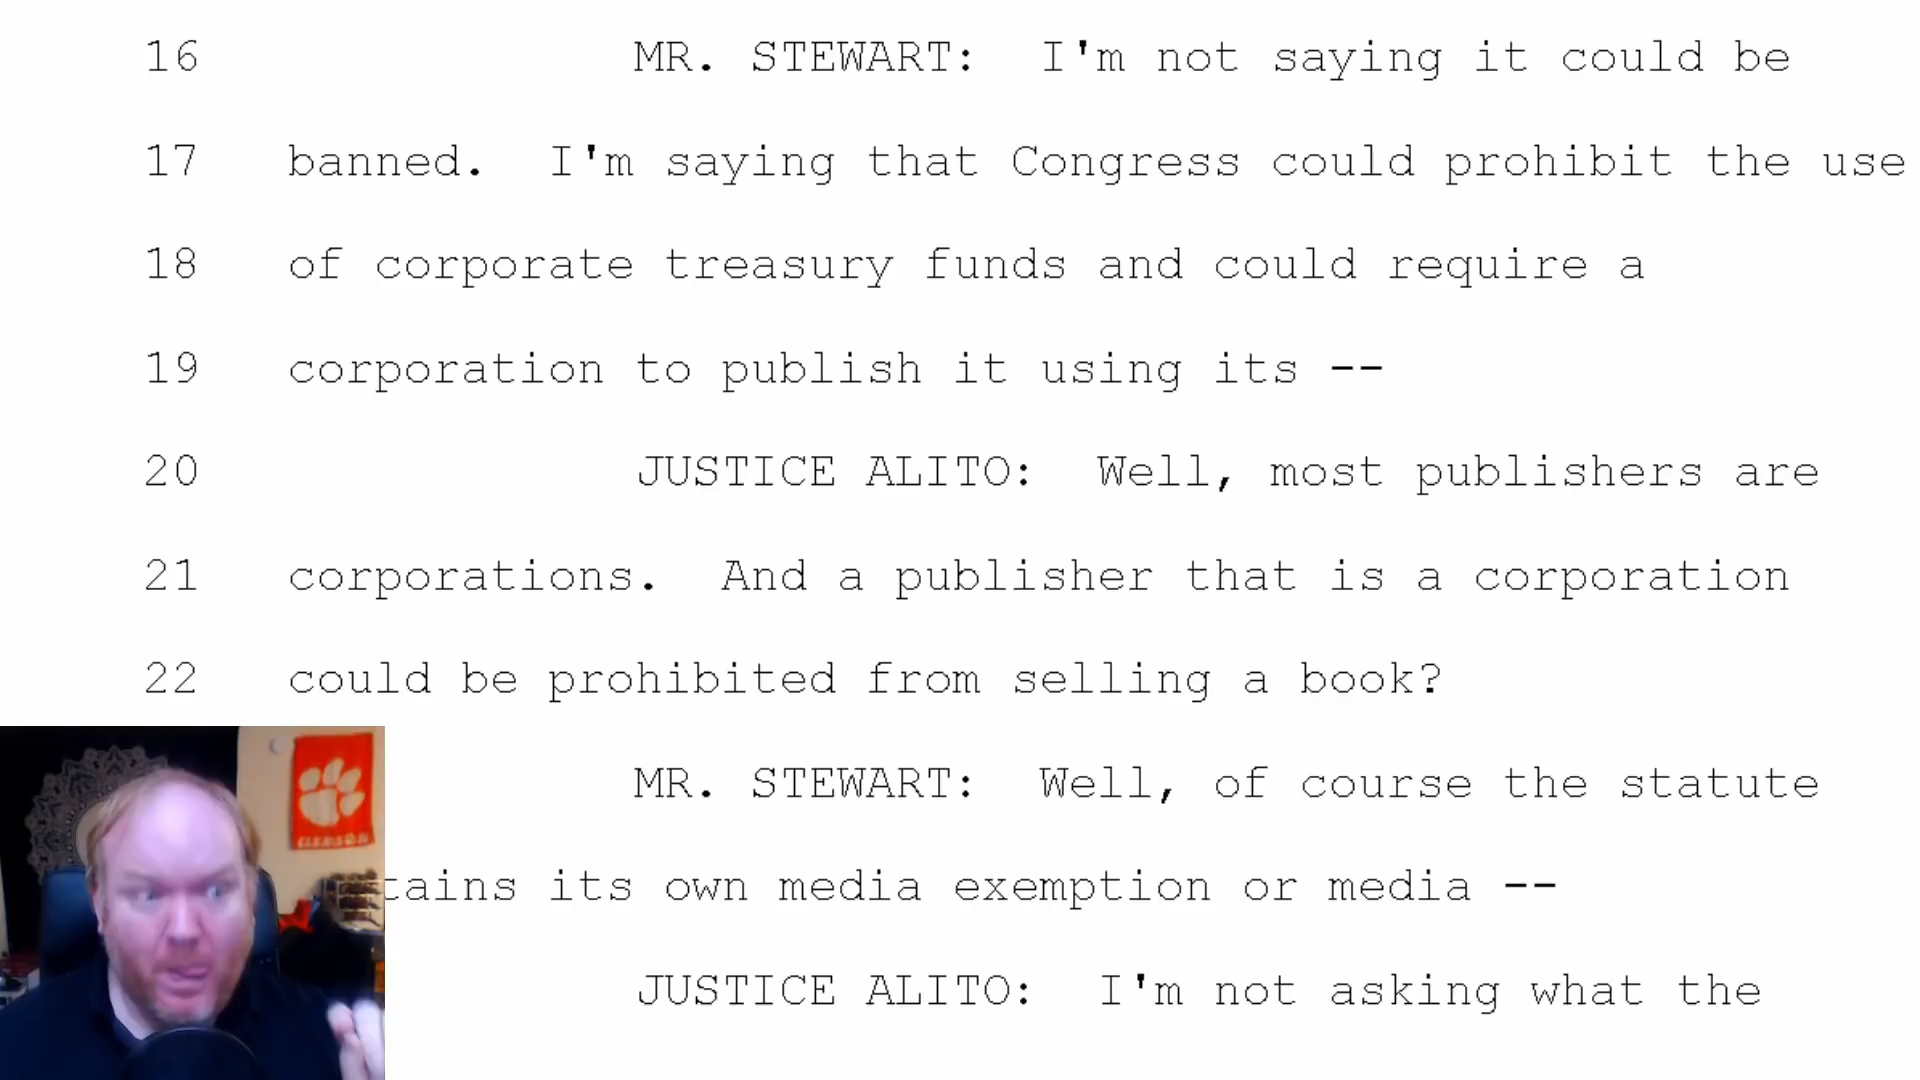 16 MR. STEWART: I'm not saying it could be
17 banned. I'm saying that Congress could prohibit the use
18 of corporate treasury funds and could require a
19 corporation to publish it using its --
20 JUSTICE ALITO: Well, most publishers are
21 corporations. And a publisher that is a corporation
22 could be prohibited from selling a book?
MR. STEWART: Well, of course the statute
tains its own media exemption or media --
JUSTICE ALITO: I'm not asking what the
CLEMSON